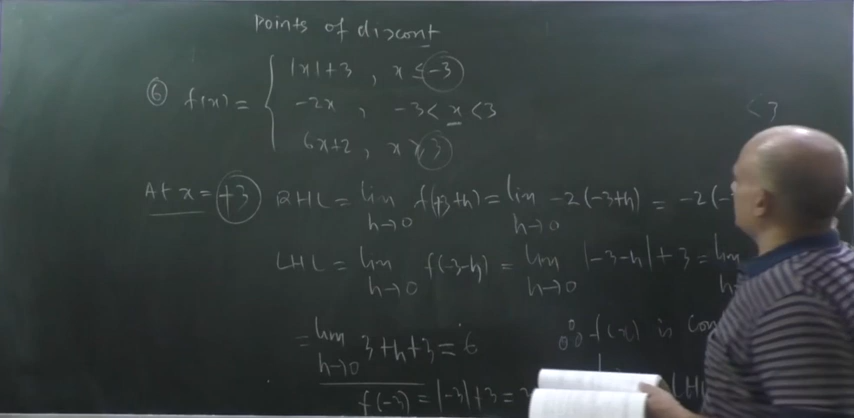 Points of discont
⑥ f(x) = { |x|+3 , x ≤ -3
-2x , -3 < x < 3
6x+2 , x ≥ 3
< 3
At x = +3 RHL = lim h→0 f(+3+h) = lim h→0 -2(-3+h) = -2(-3
LHL = lim h→0 f(-3-h) = lim h→0 |-3-h| + 3 = lim h→
= lim h→0 3+h+3 = 6 ∴ f(x) is con
f(-3) = |-3|+3 = 3 LH